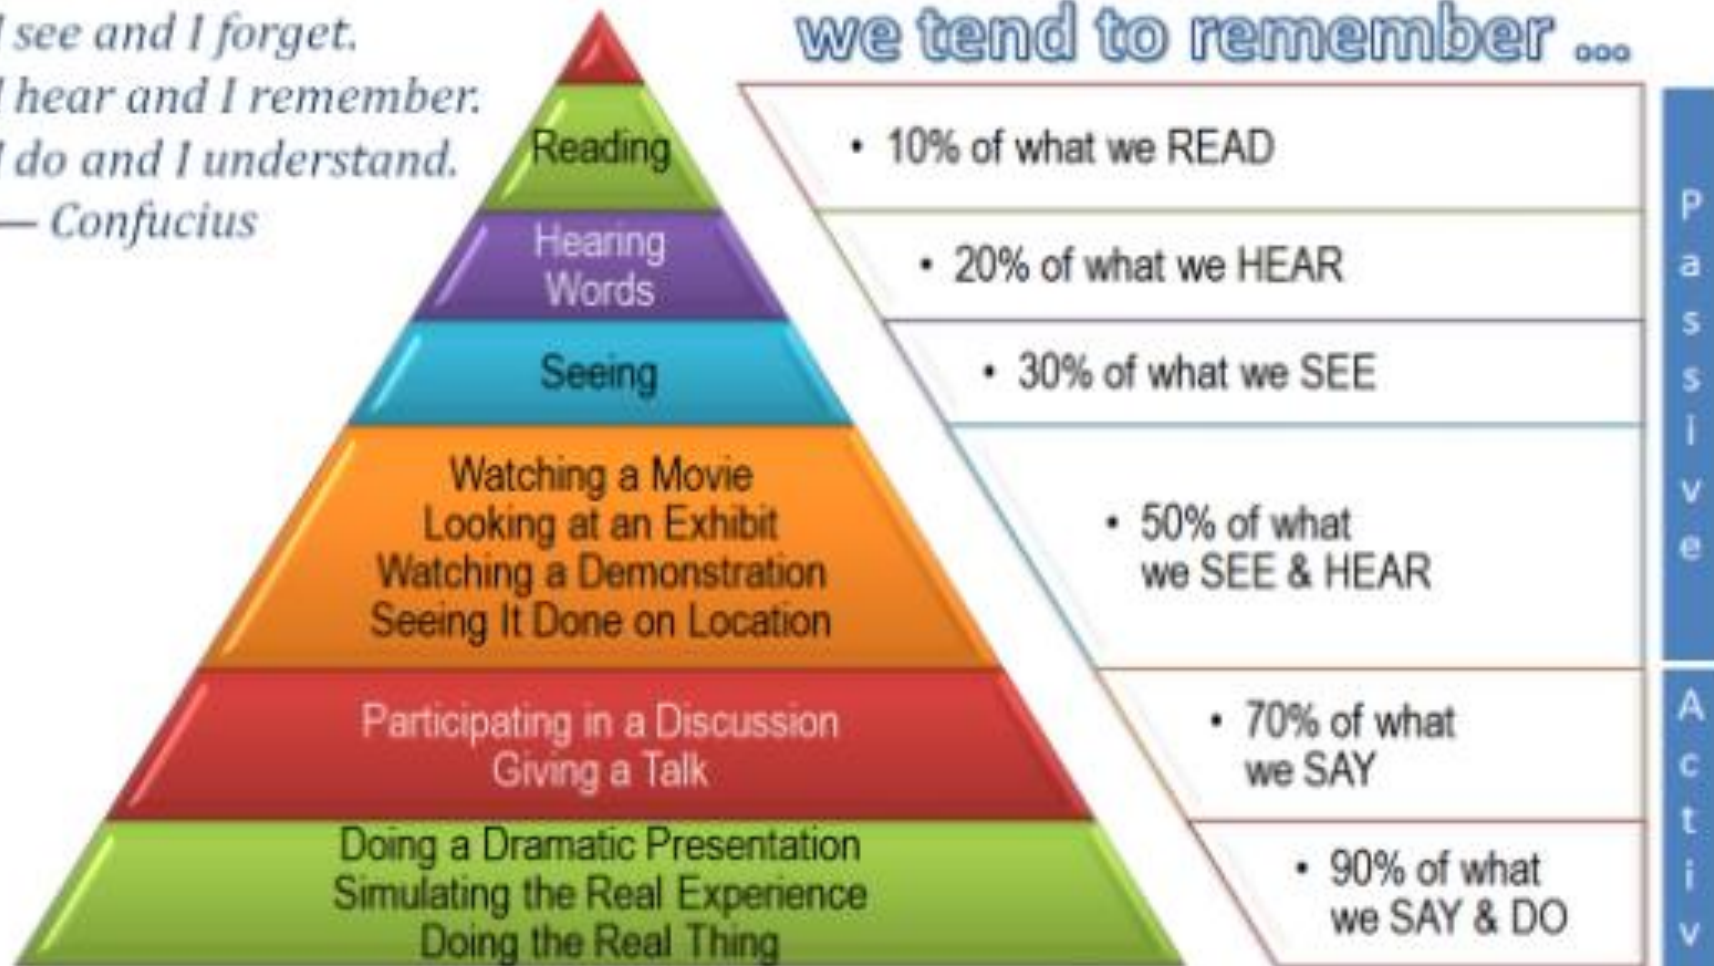 I see and I forget.
I hear and I remember.
I do and I understand.
— Confucius
we tend to remember ...
Reading
• 10% of what we READ
Hearing
Words
• 20% of what we HEAR
Seeing
• 30% of what we SEE
Watching a Movie
Looking at an Exhibit
Watching a Demonstration
Seeing It Done on Location
• 50% of what
we SEE & HEAR
Participating in a Discussion
Giving a Talk
• 70% of what
we SAY
Doing a Dramatic Presentation
Simulating the Real Experience
Doing the Real Thing
• 90% of what
we SAY & DO
Passive
Activ